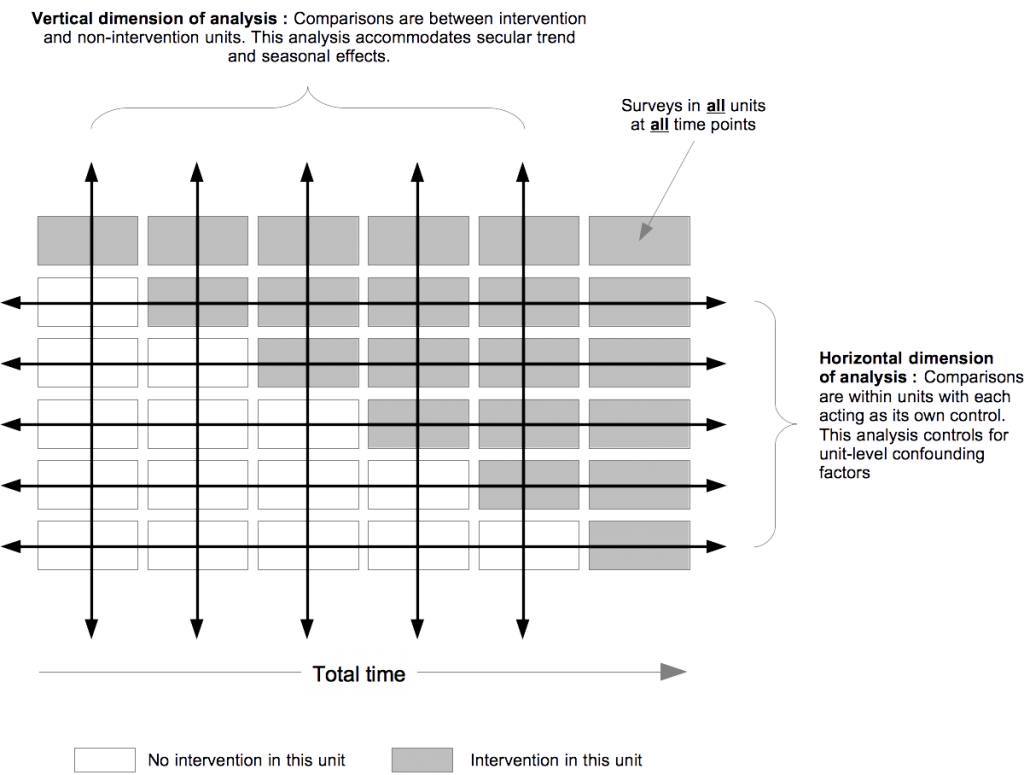 Vertical dimension of analysis : Comparisons are between intervention
and non-intervention units. This analysis accommodates secular trend
and seasonal effects.
Surveys in all units
at all time points
Horizontal dimension
of analysis : Comparisons
are within units with each
acting as its own control.
This analysis controls for
unit-level confounding
factors
Total time
No intervention in this unit
Intervention in this unit